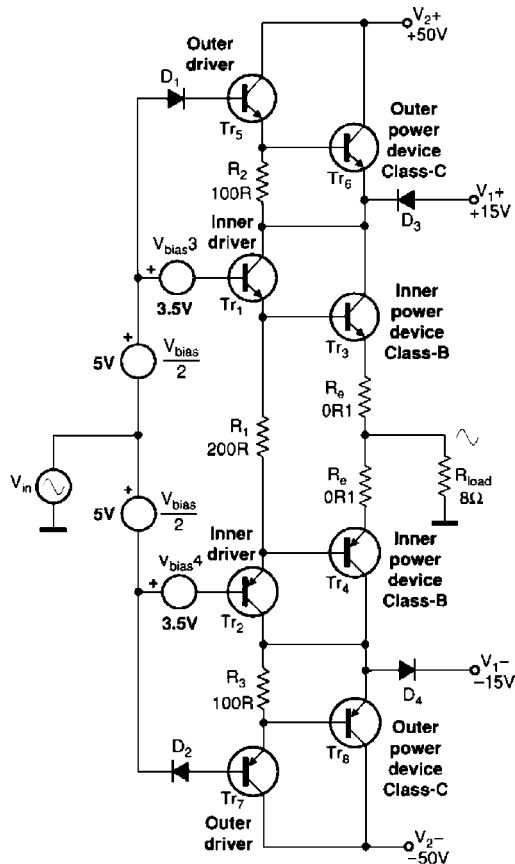 V2+
+50V
Outer
driver
D1
Tr5
Outer
power
device
Class-C
Tr6
R2
100R
V1+
+15V
D3
Inner
driver
Vbias3
+
3.5V
Tr1
Inner
power
device
Class-B
Tr3
+
5V
Vbias
2
Re
0R1
R1
200R
Vin
Re
0R1
Rload
8Ω
+
5V
Vbias
2
Inner
driver
Vbias4
+
3.5V
Tr2
Inner
power
device
Class-B
Tr4
R3
100R
V1−
−15V
D4
D2
Tr7
Outer
driver
Tr8
Outer
power
device
Class-C
V2−
−50V